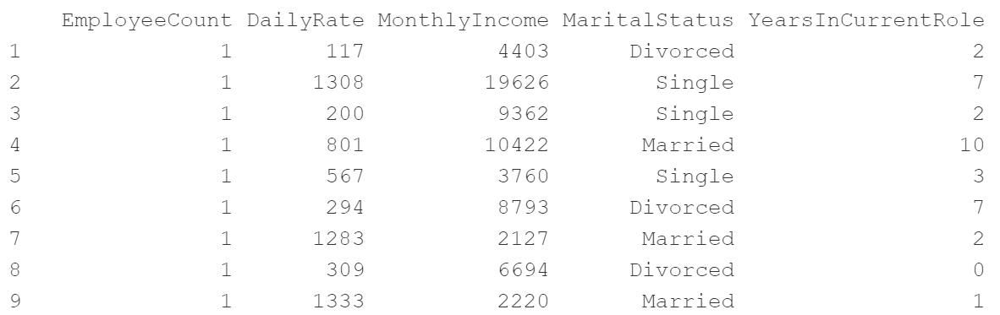 EmployeeCount DailyRate MonthlyIncome MaritalStatus YearsInCurrentRole
1 1 117 4403 Divorced 2
2 1 1308 19626 Single 7
3 1 200 9362 Single 2
4 1 801 10422 Married 10
5 1 567 3760 Single 3
6 1 294 8793 Divorced 7
7 1 1283 2127 Married 2
8 1 309 6694 Divorced 0
9 1 1333 2220 Married 1